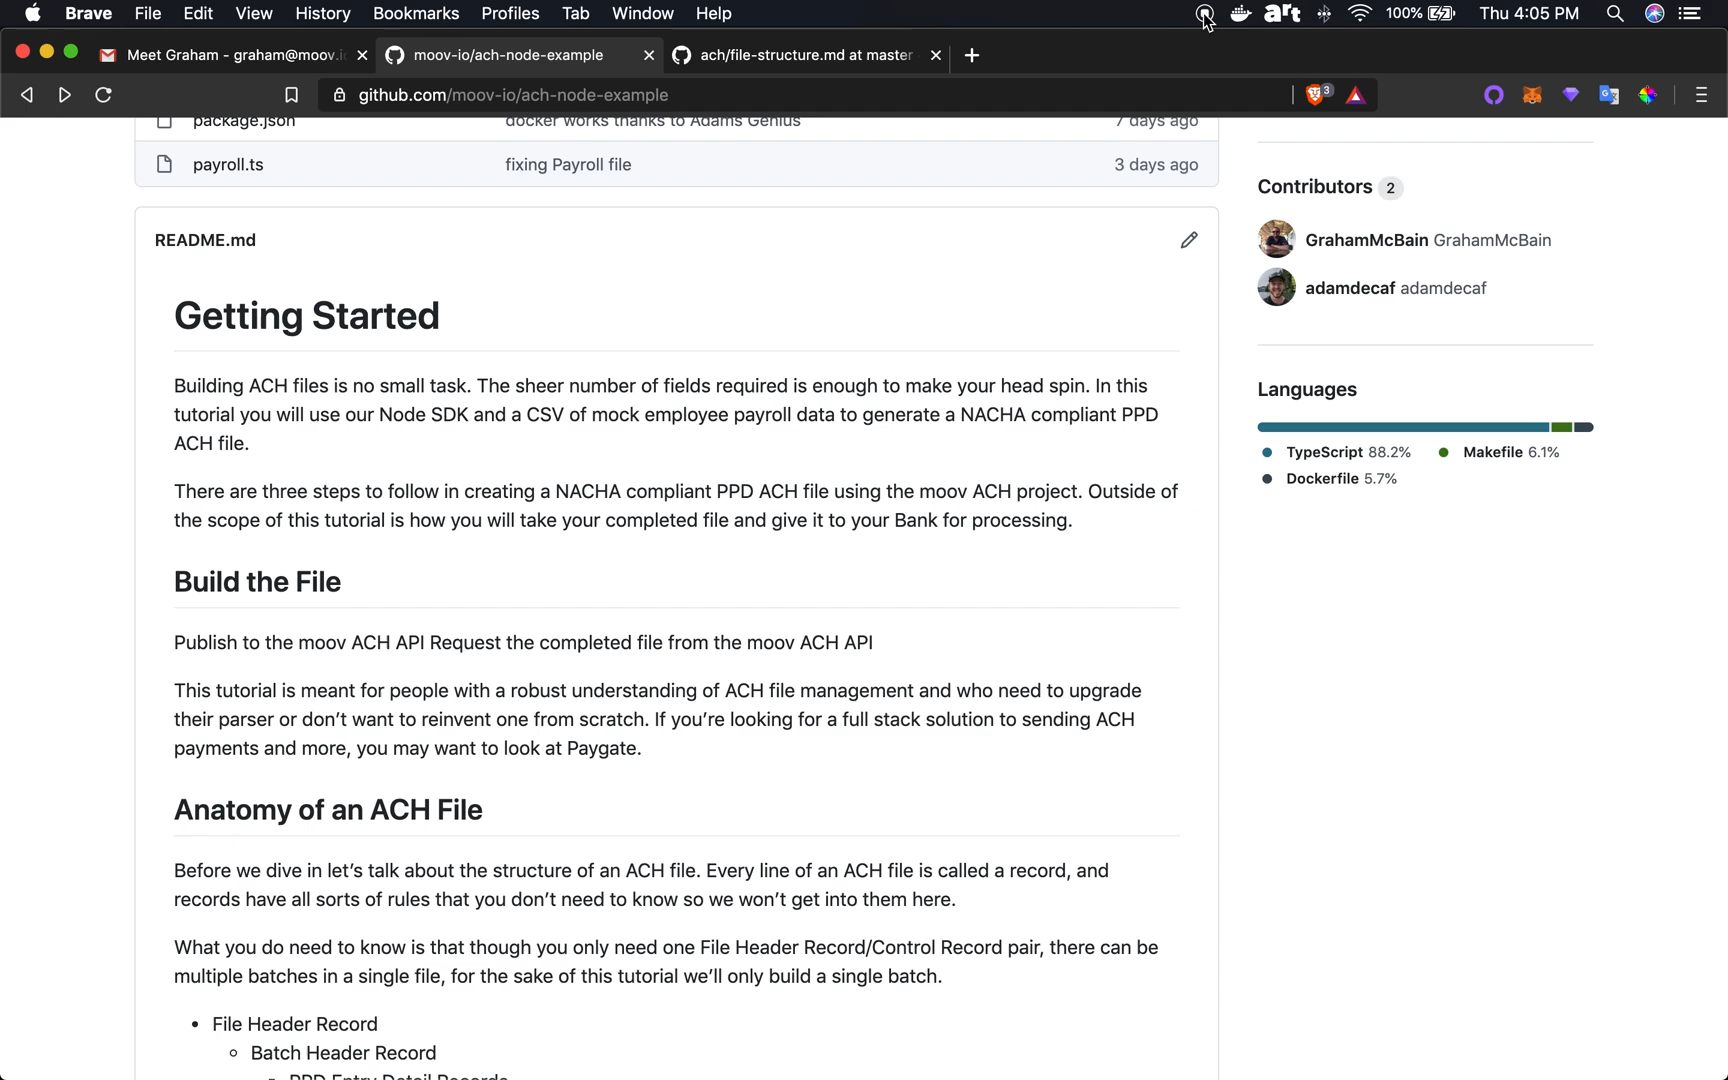 Brave File Edit View History Bookmarks Profiles Tab Window Help art 100% Thu 4:05 PM
Meet Graham - graham@moov.i moov-io/ach-node-example ach/file-structure.md at master
github.com/moov-io/ach-node-example 3
package.json docker works thanks to Adams Genius 7 days ago
payroll.ts fixing Payroll file 3 days ago
README.md
Getting Started
Building ACH files is no small task. The sheer number of fields required is enough to make your head spin. In this
tutorial you will use our Node SDK and a CSV of mock employee payroll data to generate a NACHA compliant PPD
ACH file.
There are three steps to follow in creating a NACHA compliant PPD ACH file using the moov ACH project. Outside of
the scope of this tutorial is how you will take your completed file and give it to your Bank for processing.
Build the File
Publish to the moov ACH API Request the completed file from the moov ACH API
This tutorial is meant for people with a robust understanding of ACH file management and who need to upgrade
their parser or don’t want to reinvent one from scratch. If you’re looking for a full stack solution to sending ACH
payments and more, you may want to look at Paygate.
Anatomy of an ACH File
Before we dive in let’s talk about the structure of an ACH file. Every line of an ACH file is called a record, and
records have all sorts of rules that you don’t need to know so we won’t get into them here.
What you do need to know is that though you only need one File Header Record/Control Record pair, there can be
multiple batches in a single file, for the sake of this tutorial we’ll only build a single batch.
• File Header Record
◦ Batch Header Record
PPD Entry Detail Records
Contributors 2
GrahamMcBain GrahamMcBain
adamdecaf adamdecaf
Languages
TypeScript 88.2% Makefile 6.1%
Dockerfile 5.7%